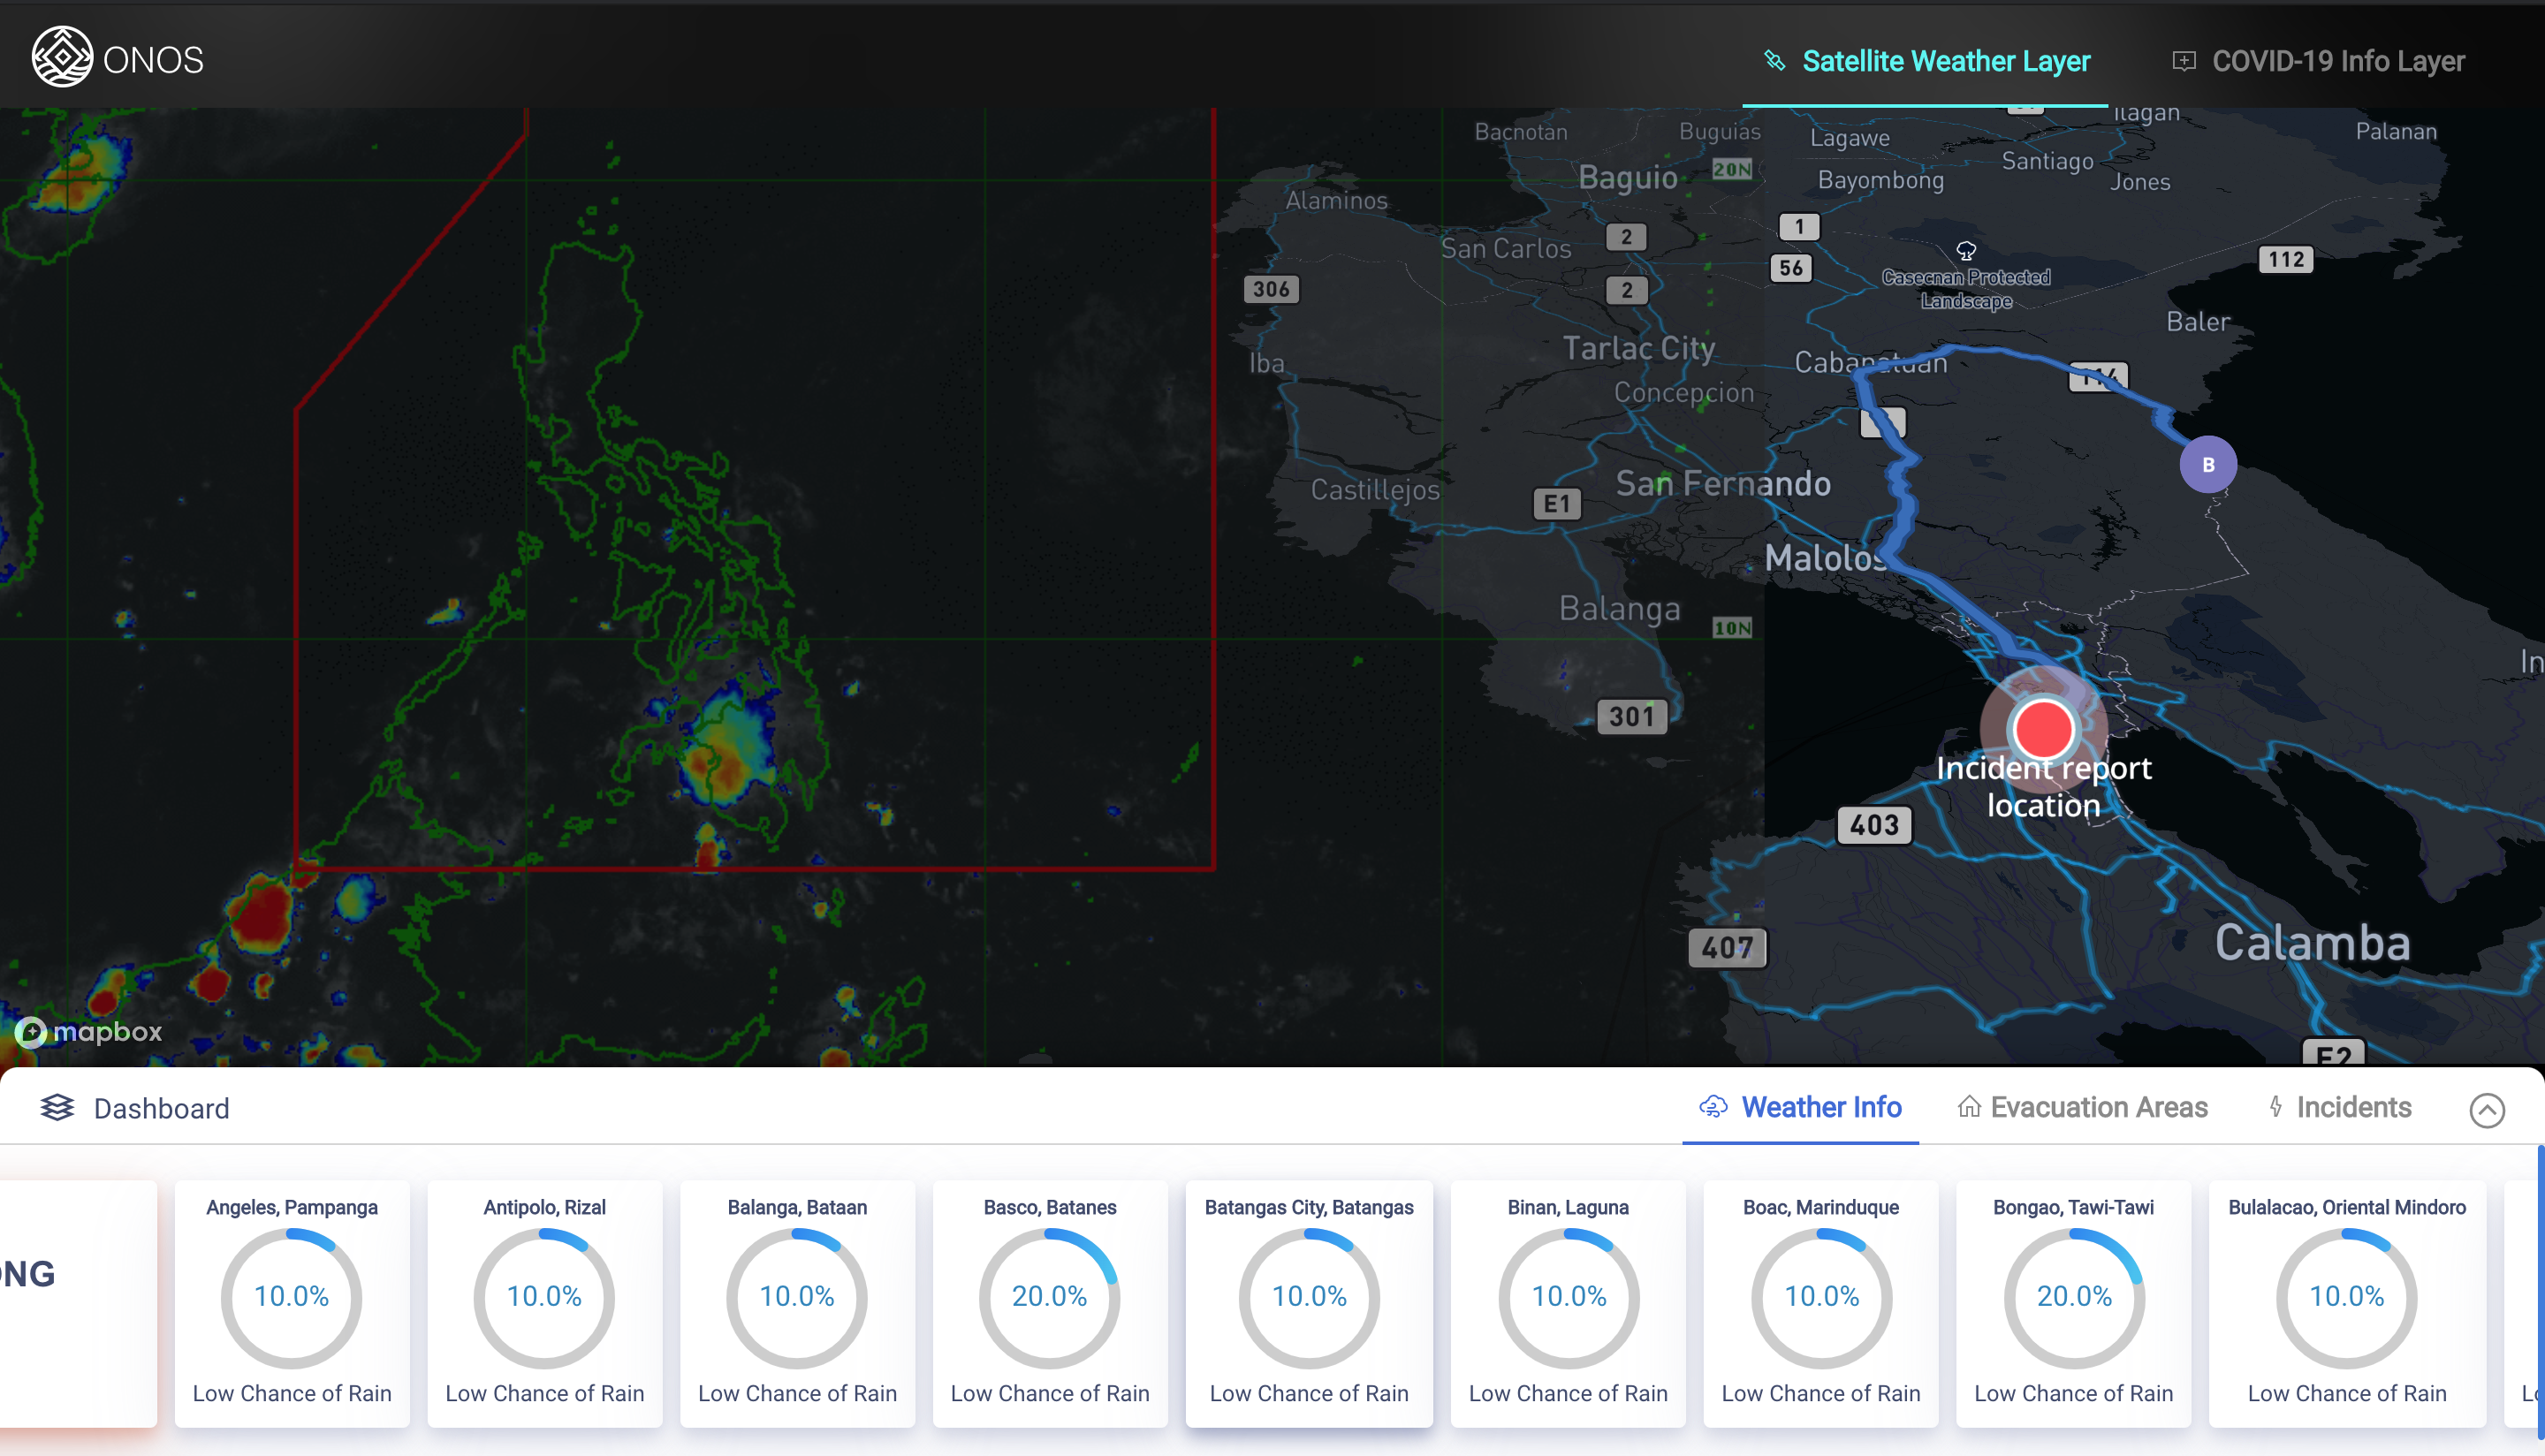 ONOS
Satellite Weather Layer
COVID-19 Info Layer
Bacnotan
Buguias
Lagawe
Ilagan
Palanan
Santiago
Baguio
20N
Bayombong
Jones
Alaminos
1
San Carlos
2
56
Casecnan Protected
Landscape
112
306
2
Baler
Tarlac City
Iba
Cabanatuan
114
Concepcion
San Fernando
B
Castillejos
E1
Malolos
Balanga
10N
301
Incident report
location
403
407
Calamba
mapbox
E2
Dashboard
Weather Info
Evacuation Areas
Incidents
Angeles, Pampanga
10.0%
Low Chance of Rain
Antipolo, Rizal
10.0%
Low Chance of Rain
Balanga, Bataan
10.0%
Low Chance of Rain
Basco, Batanes
20.0%
Low Chance of Rain
Batangas City, Batangas
10.0%
Low Chance of Rain
Binan, Laguna
10.0%
Low Chance of Rain
Boac, Marinduque
10.0%
Low Chance of Rain
Bongao, Tawi-Tawi
20.0%
Low Chance of Rain
Bulalacao, Oriental Mindoro
10.0%
Low Chance of Rain